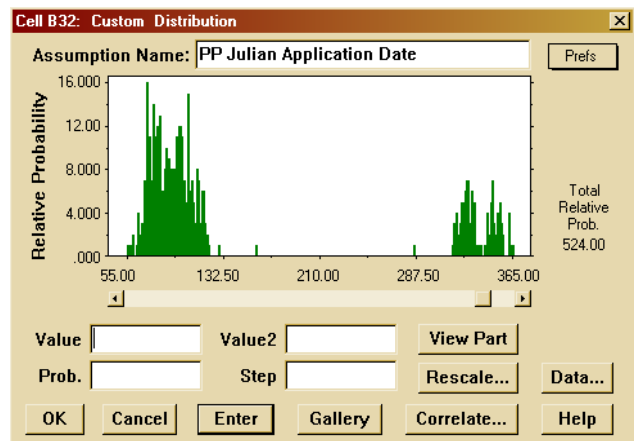 Cell B32: Custom Distribution
Assumption Name: PP Julian Application Date Prefs
16.000
12.00
8.000
4.000
.000
Relative Probability
55.00 132.50 210.00 287.50 365.00
Total
Relative
Prob.
524.00
Value Value2 View Part
Prob. Step Rescale... Data...
OK Cancel Enter Gallery Correlate... Help